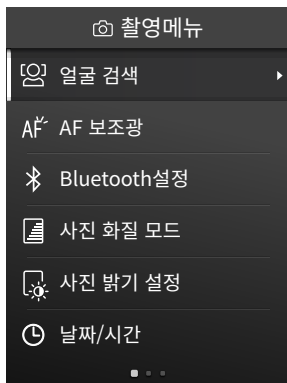 촬영메뉴
얼굴 검색
AF AF 보조광
Bluetooth설정
사진 화질 모드
사진 밝기 설정
날짜/시간